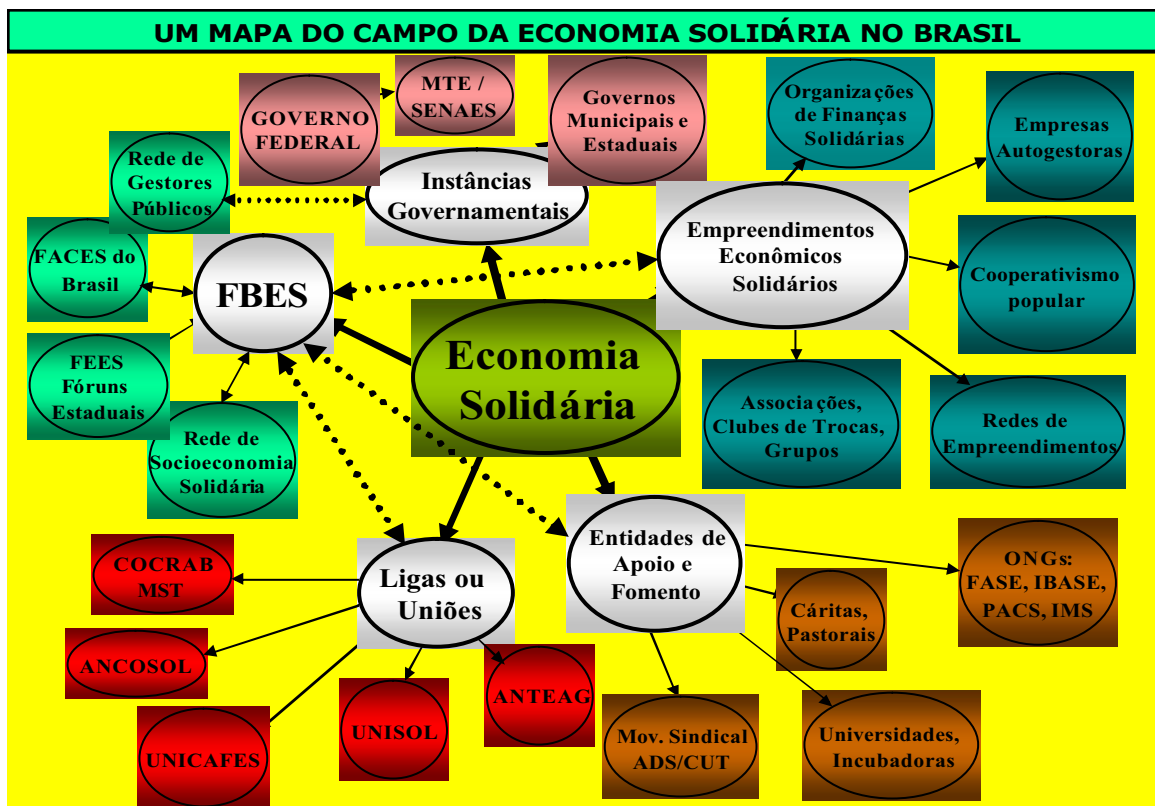 UM MAPA DO CAMPO DA ECONOMIA SOLIDÁRIA NO BRASIL
GOVERNO
FEDERAL
MTE /
SENAES
Governos
Municipais e
Estaduais
Organizações
de Finanças
Solidárias
Empresas
Autogestoras
Rede de
Gestores
Públicos
Instâncias
Governamentais
Empreendimentos
Econômicos
Solidários
FACES do
Brasil
FBES
Cooperativismo
popular
FEES
Fóruns
Estaduais
Economia
Solidária
Associações,
Clubes de Trocas,
Grupos
Redes de
Empreendimentos
Rede de
Socioeconomia
Solidária
COCRAB
MST
Ligas ou
Uniões
Entidades de
Apoio e
Fomento
ONGs:
FASE, IBASE,
PACS, IMS
Cáritas,
Pastorais
ANCOSOL
ANTEAG
UNISOL
UNICAFES
Mov. Sindical
ADS/CUT
Universidades,
Incubadoras